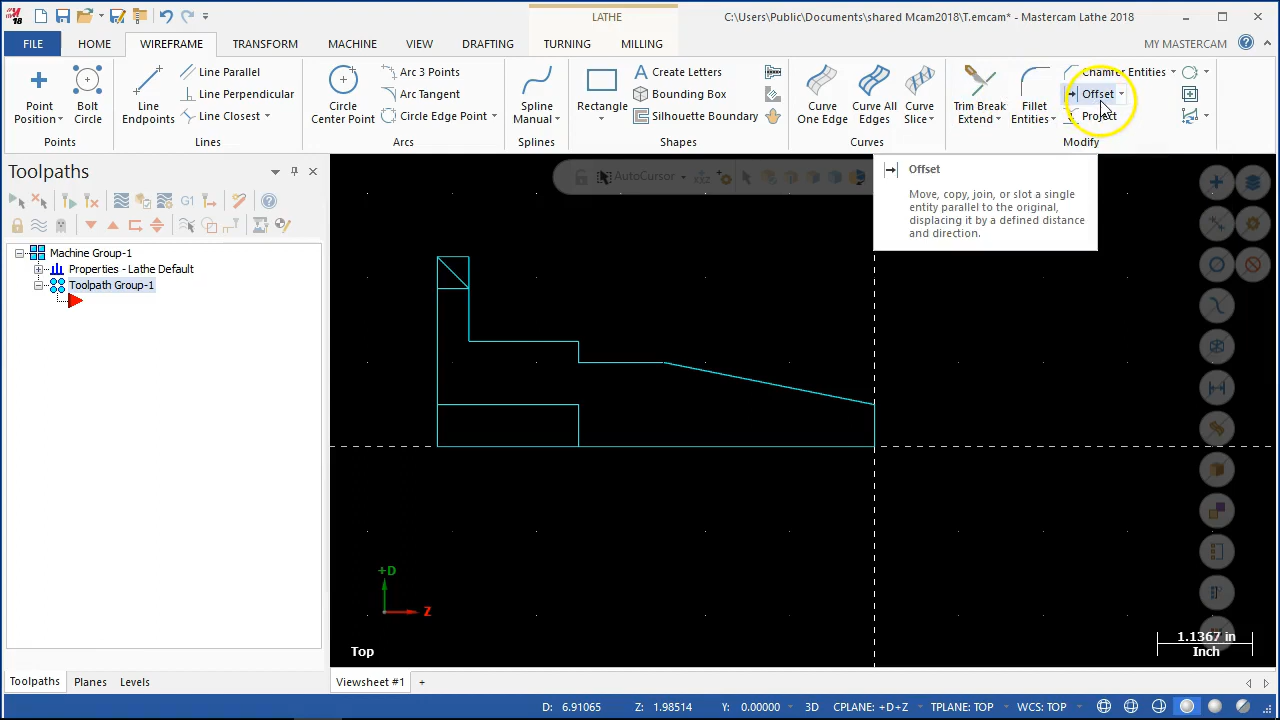 18
LATHE
C:\Users\Public\Documents\shared Mcam2018\T.emcam* - Mastercam Lathe 2018
FILE
HOME
WIREFRAME
TRANSFORM
MACHINE
VIEW
DRAFTING
TURNING
MILLING
MY MASTERCAM
Point Position
Bolt Circle
Points
Line Endpoints
Line Parallel
Line Perpendicular
Line Closest
Lines
Circle Center Point
Arc 3 Points
Arc Tangent
Circle Edge Point
Arcs
Spline Manual
Splines
Rectangle
Create Letters
Bounding Box
Silhouette Boundary
Shapes
Curve One Edge
Curve All Edges
Curve Slice
Curves
Trim Break Extend
Fillet Entities
Chamfer Entities
Offset
Project
Modify
Toolpaths
G1
Machine Group-1
Properties - Lathe Default
Toolpath Group-1
AutoCursor
XYZ
Offset
Move, copy, join, or slot a single
entity parallel to the original,
displacing it by a defined distance
and direction.
+D
Z
Top
1.1367 in
Inch
Toolpaths
Planes
Levels
Viewsheet #1
+
D: 6.91065
Z: 1.98514
Y: 0.00000
3D
CPLANE: +D+Z
TPLANE: TOP
WCS: TOP